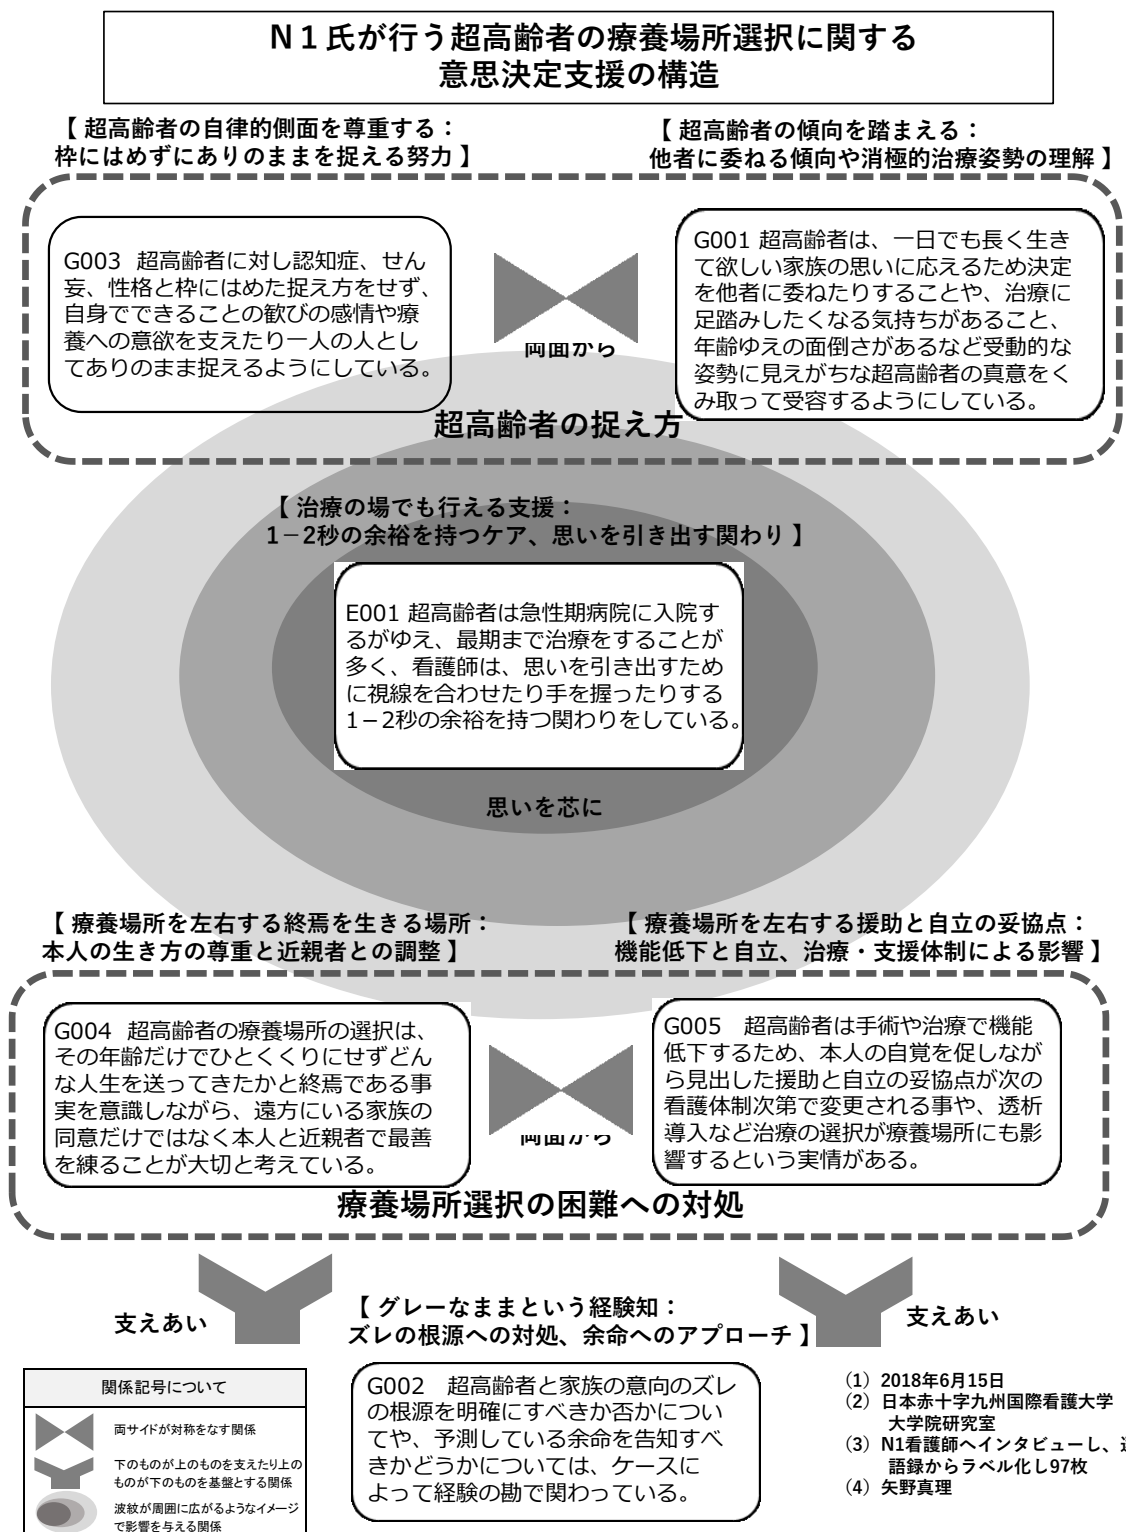 N1氏が行う超高齢者の療養場所選択に関する
意思決定支援の構造
【 超高齢者の自律的側面を尊重する：
枠にはめずにありのままを捉える努力 】
【 超高齢者の傾向を踏まえる：
他者に委ねる傾向や消極的治療姿勢の理解 】
G003 超高齢者に対し認知症、せん
妄、性格と枠にはめた捉え方をせず、
自身でできることの歓びの感情や療
養への意欲を支えたり一人の人とし
てありのまま捉えるようにしている。
両面から
G001 超高齢者は、一日でも長く生き
て欲しい家族の思いに応えるため決定
を他者に委ねたりすることや、治療に
足踏みしたくなる気持ちがあること、
年齢ゆえの面倒さがあるなど受動的な
姿勢に見えがちな超高齢者の真意をく
み取って受容するようにしている。
超高齢者の捉え方
【 治療の場でも行える支援：
1－2秒の余裕を持つケア、思いを引き出す関わり 】
E001 超高齢者は急性期病院に入院す
るがゆえ、最期まで治療をすることが
多く、看護師は、思いを引き出すため
に視線を合わせたり手を握ったりする
1－2秒の余裕を持つ関わりをしている。
思いを芯に
【 療養場所を左右する終焉を生きる場所：
本人の生き方の尊重と近親者との調整 】
【 療養場所を左右する援助と自立の妥協点：
機能低下と自立、治療・支援体制による影響 】
G004 超高齢者の療養場所の選択は、
その年齢だけでひとくくりにせずどん
な人生を送ってきたかと終焉である事
実を意識しながら、遠方にいる家族の
同意だけではなく本人と近親者で最善
を練ることが大切と考えている。
両面から
G005 超高齢者は手術や治療で機能
低下するため、本人の自覚を促しなが
ら見出した援助と自立の妥協点が次の
看護体制次第で変更される事や、透析
導入など治療の選択が療養場所にも影
響するという実情がある。
療養場所選択の困難への対処
支えあい
【 グレーなままという経験知：
ズレの根源への対処、余命へのアプローチ 】
支えあい
G002 超高齢者と家族の意向のズレ
の根源を明確にすべきか否かについ
てや、予測している余命を告知すべ
きかどうかについては、ケースに
よって経験の勘で関わっている。
関係記号について
両サイドが対称をなす関係
下のものが上のものを支えたり上の
ものが下のものを基盤とする関係
波紋が周囲に広がるようなイメージ
で影響を与える関係
（1）2018年6月15日
（2）日本赤十字九州国際看護大学
大学院研究室
（3）N1看護師へインタビューし、
語録からラベル化し97枚
（4）矢野真理